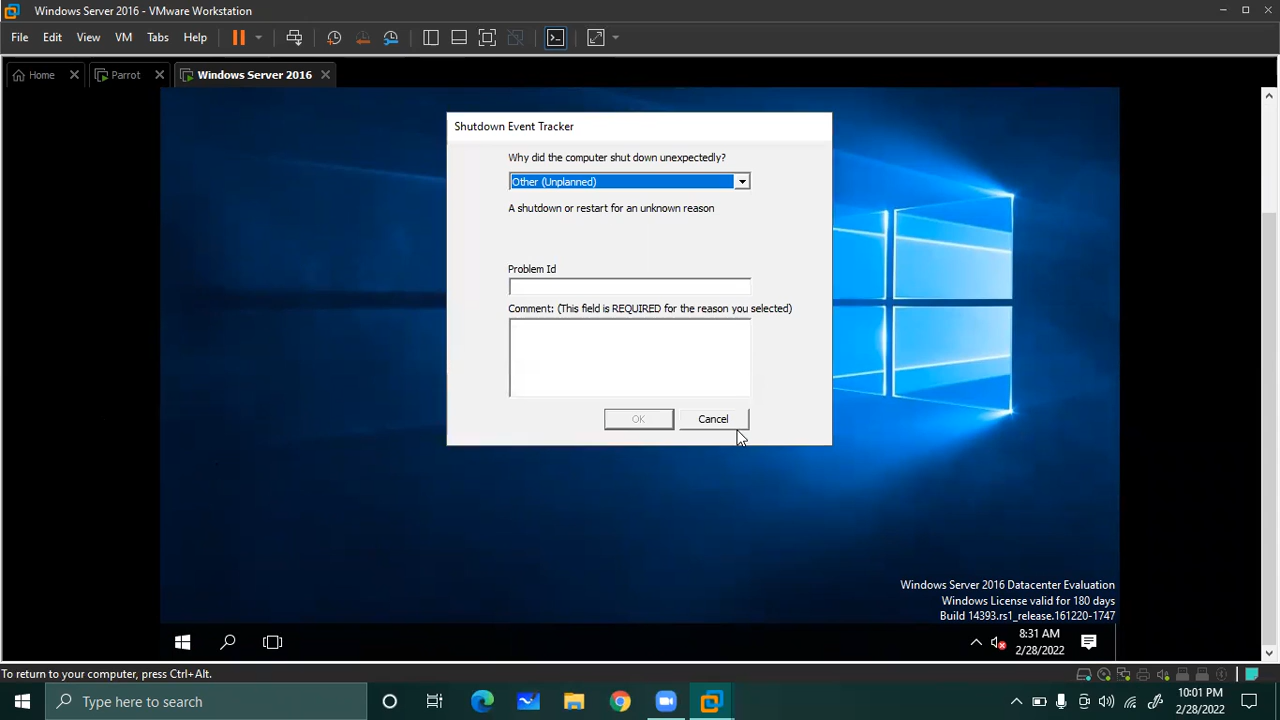 Windows Server 2016 - VMware Workstation
File Edit View VM Tabs Help
Home Parrot Windows Server 2016
Shutdown Event Tracker
Why did the computer shut down unexpectedly?
Other (Unplanned)
A shutdown or restart for an unknown reason
Problem Id
Comment: (This field is REQUIRED for the reason you selected)
OK Cancel
Windows Server 2016 Datacenter Evaluation
Windows License valid for 180 days
Build 14393.rs1_release.161220-1747
8:31 AM
2/28/2022
To return to your computer, press Ctrl+Alt.
Type here to search
10:01 PM
2/28/2022